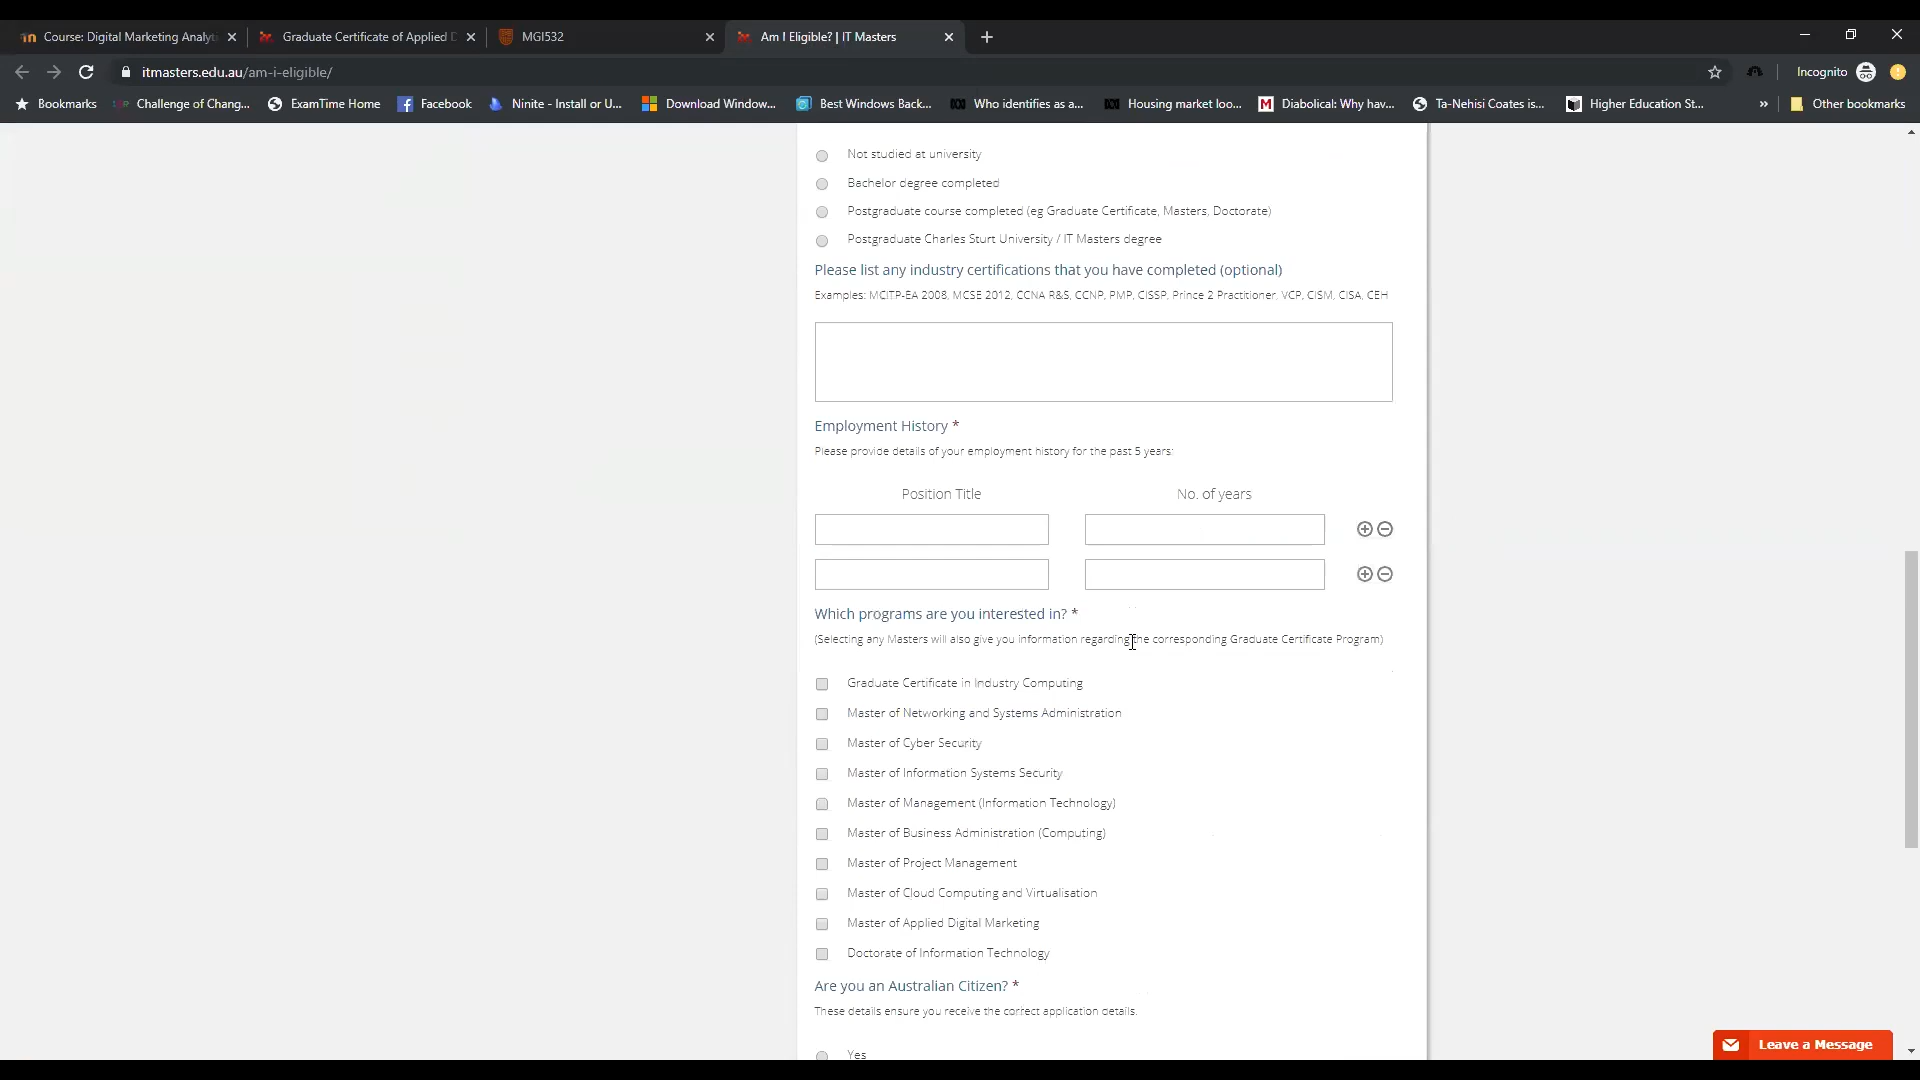 Course: Digital Marketing Analyti
Graduate Certificate of Applied D
MGI532
Am I Eligible? | IT Masters
itmasters.edu.au/am-i-eligible/
Incognito
Bookmarks
Challenge of Chang...
ExamTime Home
Facebook
Ninite - Install or U...
Download Window...
Best Windows Back...
Who identifies as a...
Housing market loo...
Diabolical: Why hav...
Ta-Nehisi Coates is...
Higher Education St...
»
Other bookmarks
Not studied at university
Bachelor degree completed
Postgraduate course completed (eg Graduate Certificate, Masters, Doctorate)
Postgraduate Charles Sturt University / IT Masters degree
Please list any industry certifications that you have completed (optional)
Examples: MCITP-EA 2008, MCSE 2012, CCNA R&S, CCNP, PMP, CISSP, Prince 2 Practitioner, VCP, CISM, CISA, CEH
Employment History *
Please provide details of your employment history for the past 5 years:
Position Title
No. of years
Which programs are you interested in? *
(Selecting any Masters will also give you information regarding the corresponding Graduate Certificate Program)
Graduate Certificate in Industry Computing
Master of Networking and Systems Administration
Master of Cyber Security
Master of Information Systems Security
Master of Management (Information Technology)
Master of Business Administration (Computing)
Master of Project Management
Master of Cloud Computing and Virtualisation
Master of Applied Digital Marketing
Doctorate of Information Technology
Are you an Australian Citizen? *
These details ensure you receive the correct application details.
Yes
Leave a Message